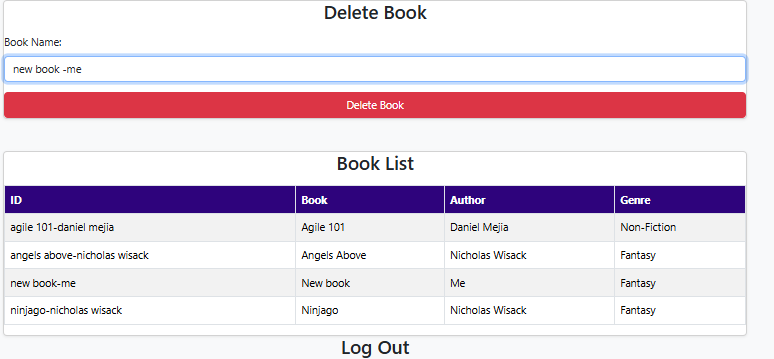 Delete Book
Book Name:
new book -me
Delete Book
Book List
ID Book Author Genre
agile 101-daniel mejia Agile 101 Daniel Mejia Non-Fiction
angels above-nicholas wisack Angels Above Nicholas Wisack Fantasy
new book-me New book Me Fantasy
ninjago-nicholas wisack Ninjago Nicholas Wisack Fantasy
Log Out